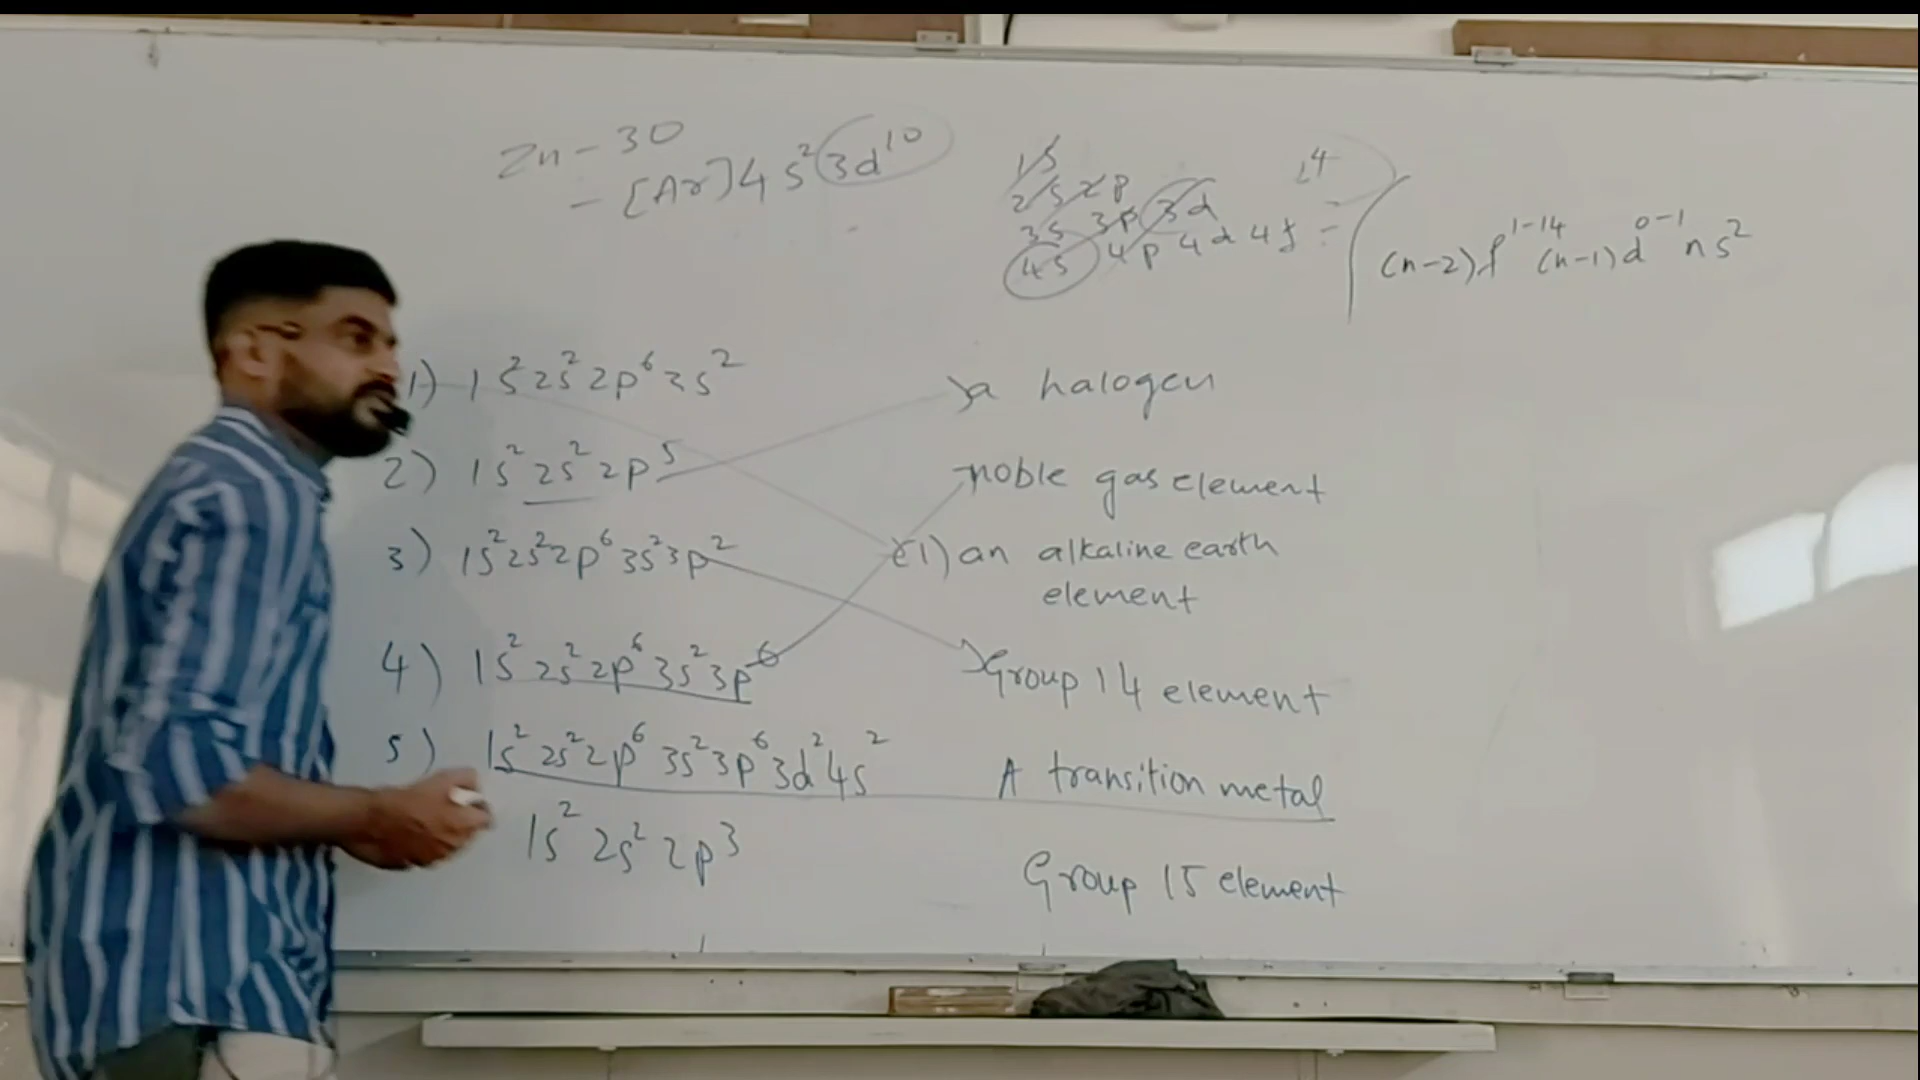 Zn - 30
- [Ar] 4s² 3d¹⁰
1s
2s 2p
3s 3p 3d
4s 4p 4d 4f -
14
(n-2)f¹⁻¹⁴ (n-1)d⁰⁻¹ ns²
1) 1s² 2s² 2p⁶ 3s²
a halogen
2) 1s² 2s² 2p⁵
noble gas element
3) 1s² 2s² 2p⁶ 3s² 3p²
(1) an alkaline earth
element
4) 1s² 2s² 2p⁶ 3s² 3p⁶
Group 14 element
5) 1s² 2s² 2p⁶ 3s² 3p⁶ 3d² 4s²
A transition metal
1s² 2s² 2p³
Group 15 element